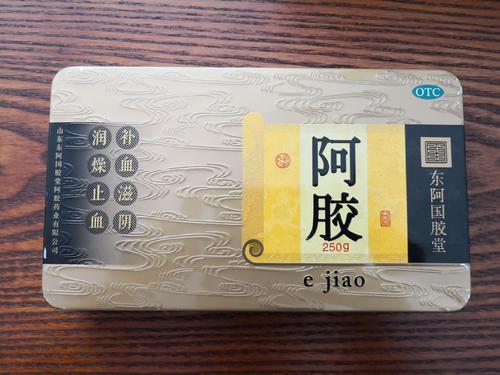 OTC
东阿国胶堂
阿胶
250g
e jiao
补血滋阴
润燥止血
山东东阿国胶堂阿胶药业有限公司